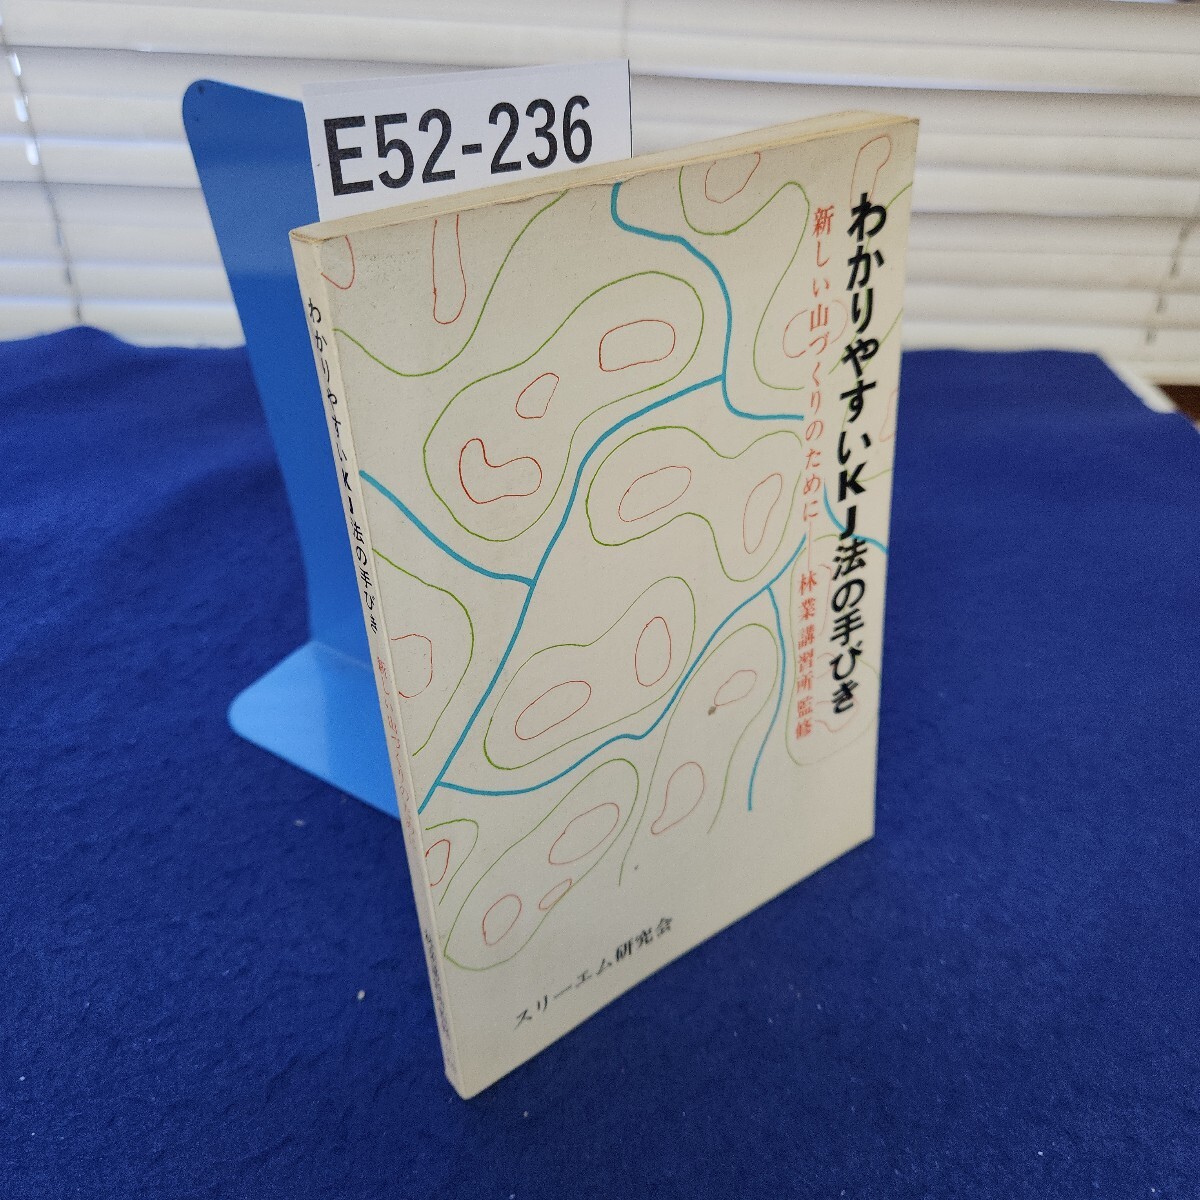 E52-236
わかりやすいKJ法の手びき
新しい山づくりのために――林業講習所監修
スリーエム研究会
わかりやすいKJ法の手びき